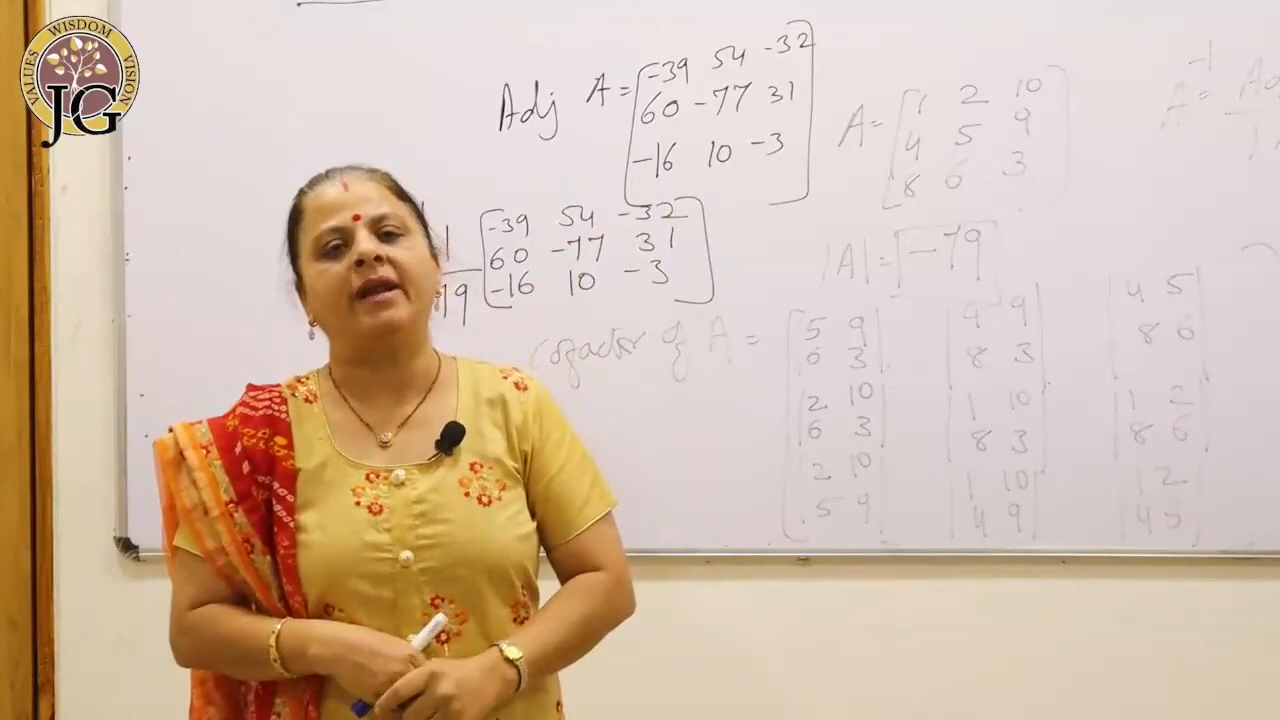 VALUES WISDOM VISION
JG
Adj A = [ -39 54 -32
60 -77 31
-16 10 -3 ]
A = [ 1 2 10
4 5 9
8 6 3 ]
A⁻¹ =
[ -39 54 -32
60 -77 31
-16 10 -3 ]
|A| = -79
Cofactor of A =
5 9 4 9 4 5
6 3 8 3 8 6
2 10 1 10 1 2
6 3 8 3 8 6
2 10 1 10 1 2
5 9 4 9 4 5